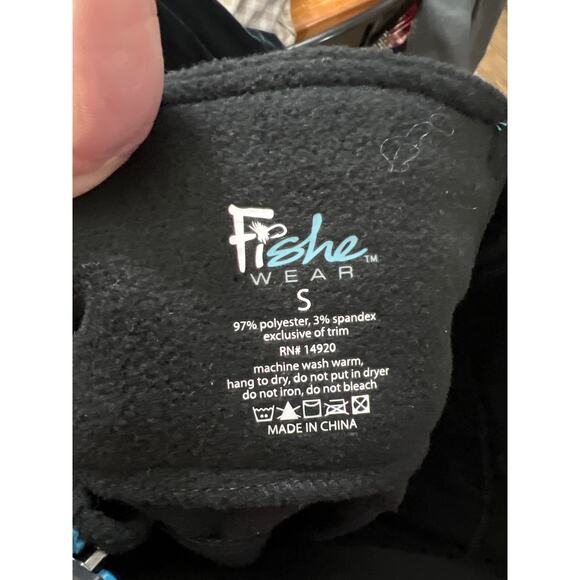 Fishe
WEAR™
S
97% polyester, 3% spandex
exclusive of trim
RN# 14920
machine wash warm,
hang to dry, do not put in dryer
do not iron, do not bleach
MADE IN CHINA